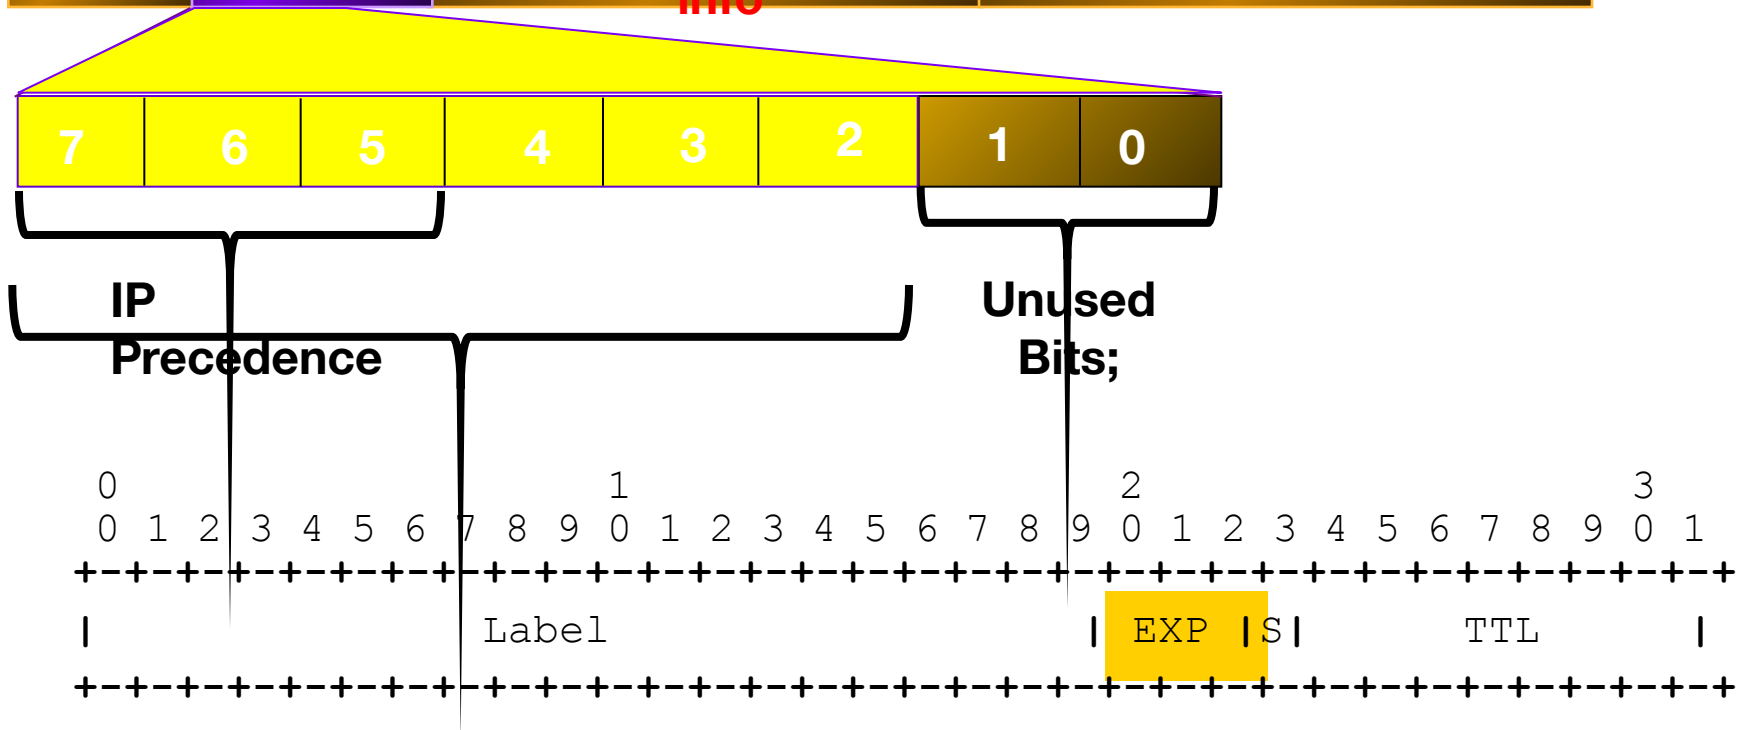 7 6 5 4 3 2 1 0
IP
Precedence
Unused
Bits;
0 1 2 3
0 1 2 3 4 5 6 7 8 9 0 1 2 3 4 5 6 7 8 9 0 1 2 3 4 5 6 7 8 9 0 1
+-+-+-+-+-+-+-+-+-+-+-+-+-+-+-+-+-+-+-+-+-+-+-+-+-+-+-+-+-+-+-+-+
| Label | EXP |S| TTL |
+-+-+-+-+-+-+-+-+-+-+-+-+-+-+-+-+-+-+-+-+-+-+-+-+-+-+-+-+-+-+-+-+